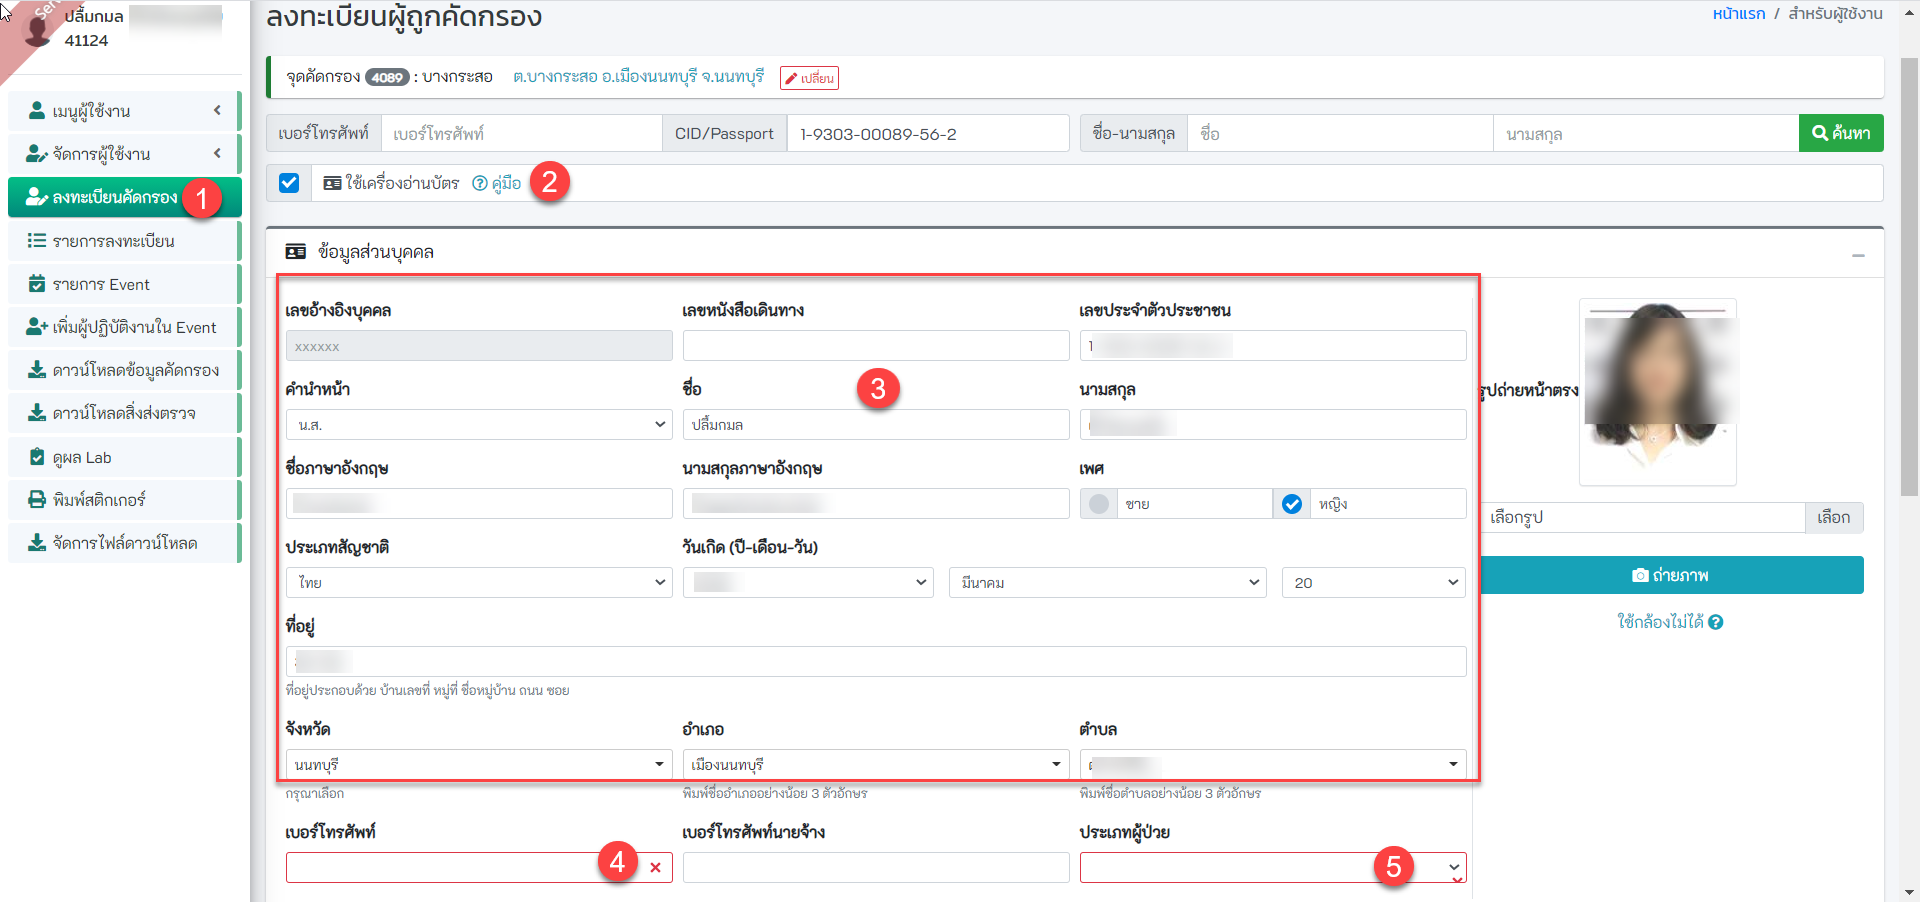 Ser
ปลื้มกมล
41124
เมนูผู้ใช้งาน
จัดการผู้ใช้งาน
ลงทะเบียนคัดกรอง 1
รายการลงทะเบียน
รายการ Event
เพิ่มผู้ปฏิบัติงานใน Event
ดาวน์โหลดข้อมูลคัดกรอง
ดาวน์โหลดสิ่งส่งตรวจ
ดูผล Lab
พิมพ์สติกเกอร์
จัดการไฟล์ดาวน์โหลด
ลงทะเบียนผู้ถูกคัดกรอง
หน้าแรก / สำหรับผู้ใช้งาน
จุดคัดกรอง 4089 : บางกระสอ ต.บางกระสอ อ.เมืองนนทบุรี จ.นนทบุรี เปลี่ยน
เบอร์โทรศัพท์ เบอร์โทรศัพท์ CID/Passport 1-9303-00089-56-2 ชื่อ-นามสกุล ชื่อ นามสกุล ค้นหา
ใช้เครื่องอ่านบัตร คู่มือ 2
ข้อมูลส่วนบุคคล
เลขอ้างอิงบุคคล เลขหนังสือเดินทาง เลขประจำตัวประชาชน
xxxxxx 1
คำนำหน้า ชื่อ 3 นามสกุล
น.ส. ปลื้มกมล
ชื่อภาษาอังกฤษ นามสกุลภาษาอังกฤษ เพศ
ชาย หญิง
ประเภทสัญชาติ วันเกิด (ปี-เดือน-วัน)
ไทย มีนาคม 20
ที่อยู่
ที่อยู่ประกอบด้วย บ้านเลขที่ หมู่ที่ ชื่อหมู่บ้าน ถนน ซอย
จังหวัด อำเภอ ตำบล
นนทบุรี เมืองนนทบุรี
กรุณาเลือก พิมพ์ชื่ออำเภออย่างน้อย 3 ตัวอักษร พิมพ์ชื่อตำบลอย่างน้อย 3 ตัวอักษร
เบอร์โทรศัพท์ เบอร์โทรศัพท์นายจ้าง ประเภทผู้ป่วย
4 5
รูปถ่ายหน้าตรง
เลือกรูป เลือก
ถ่ายภาพ
ใช้กล้องไม่ได้